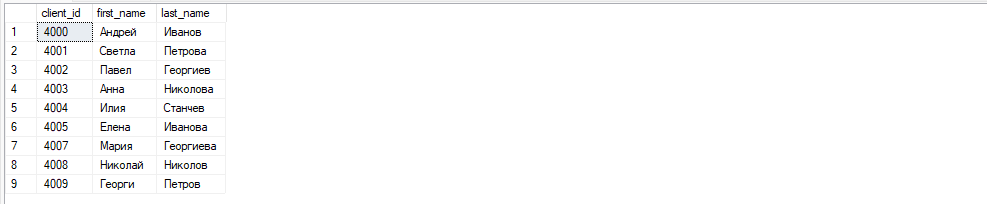 client_id first_name last_name
1 4000 Андрей Иванов
2 4001 Светла Петрова
3 4002 Павел Георгиев
4 4003 Анна Николова
5 4004 Илия Станчев
6 4005 Елена Иванова
7 4007 Мария Георгиева
8 4008 Николай Николов
9 4009 Георги Петров